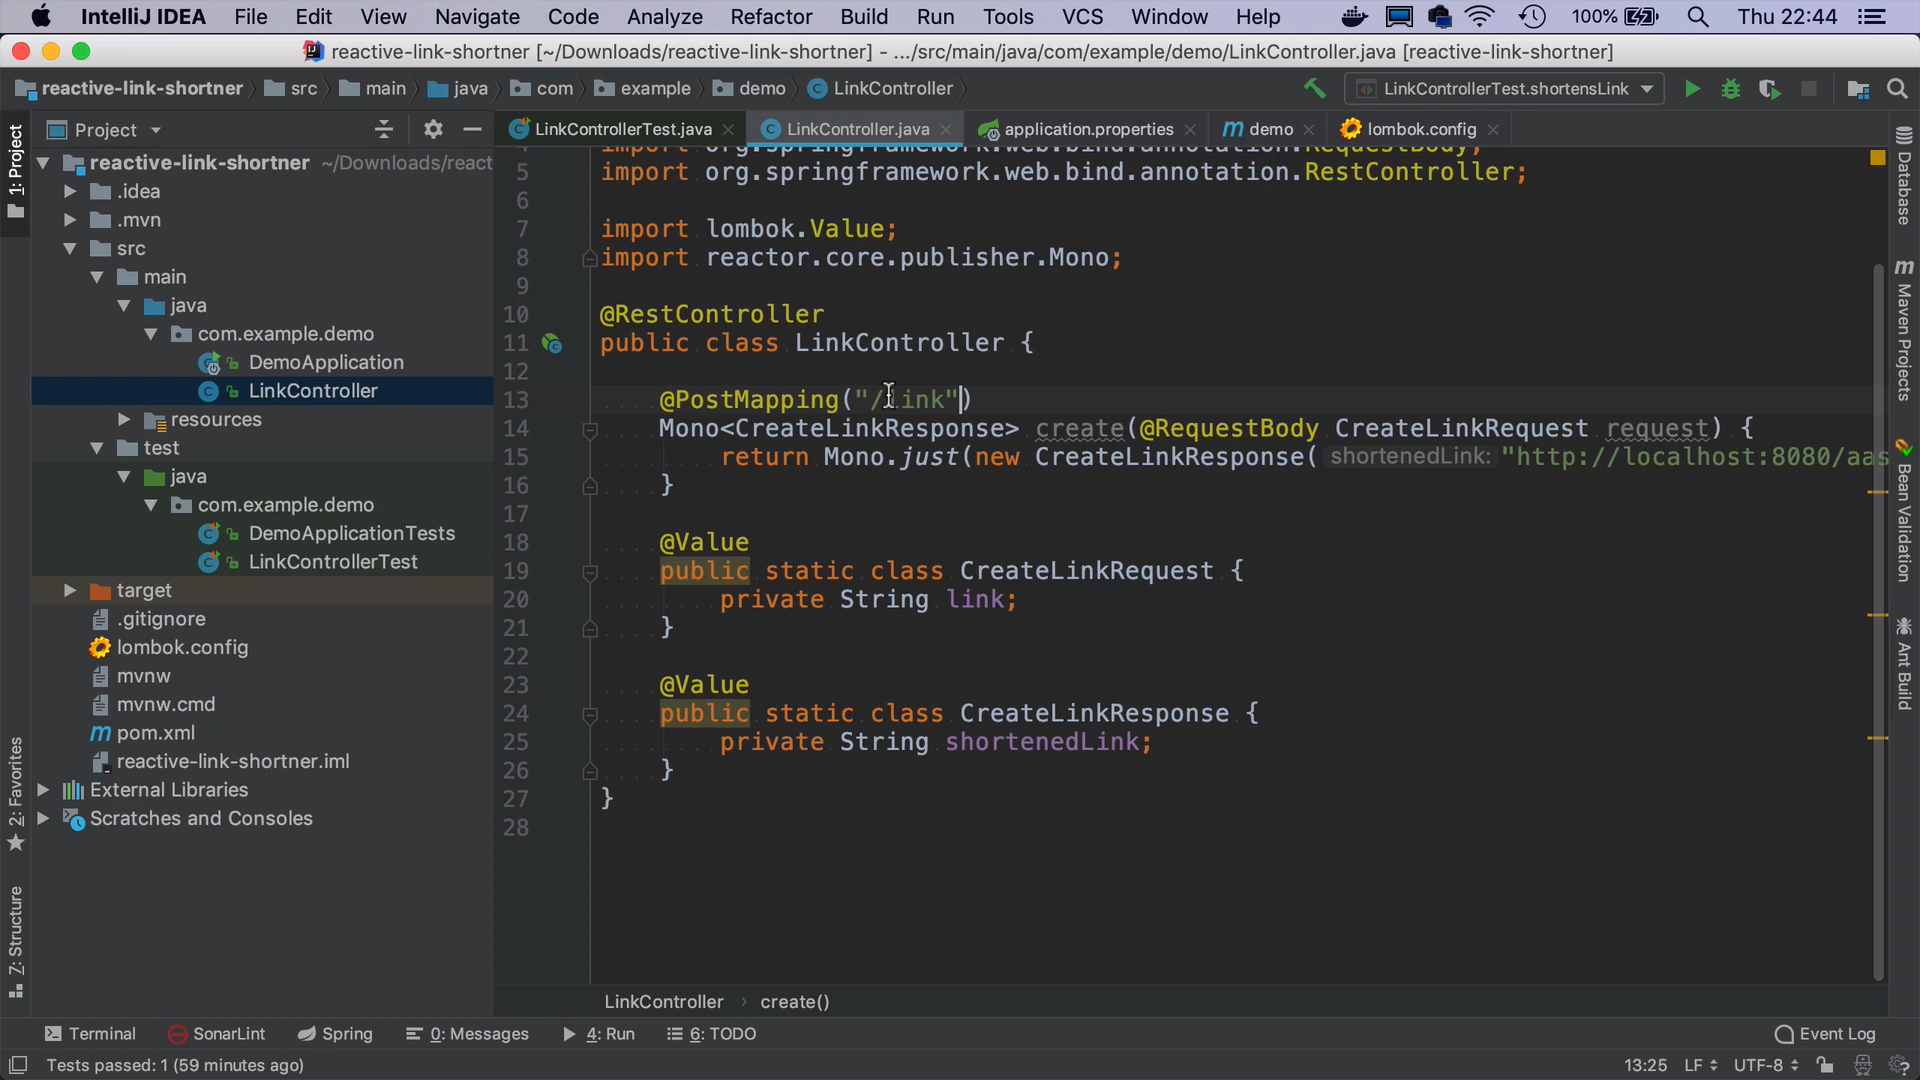 IntelliJ IDEA File Edit View Navigate Code Analyze Refactor Build Run Tools VCS Window Help 100% Thu 22:44
reactive-link-shortner [~/Downloads/reactive-link-shortner] - .../src/main/java/com/example/demo/LinkController.java [reactive-link-shortner]
reactive-link-shortner src main java com example demo LinkController LinkControllerTest.shortensLink
Project
LinkControllerTest.java LinkController.java application.properties demo lombok.config
1: Project
2: Favorites
7: Structure
reactive-link-shortner ~/Downloads/react
.idea
.mvn
src
main
java
com.example.demo
DemoApplication
LinkController
resources
test
java
com.example.demo
DemoApplicationTests
LinkControllerTest
target
.gitignore
lombok.config
mvnw
mvnw.cmd
pom.xml
reactive-link-shortner.iml
External Libraries
Scratches and Consoles
4 import org.springframework.web.bind.annotation.RequestBody;
5 import org.springframework.web.bind.annotation.RestController;
6
7 import lombok.Value;
8 import reactor.core.publisher.Mono;
9
10 @RestController
11 public class LinkController {
12
13 @PostMapping("/link")
14 Mono<CreateLinkResponse> create(@RequestBody CreateLinkRequest request) {
15 return Mono.just(new CreateLinkResponse( shortenedLink: "http://localhost:8080/aas
16 }
17
18 @Value
19 public static class CreateLinkRequest {
20 private String link;
21 }
22
23 @Value
24 public static class CreateLinkResponse {
25 private String shortenedLink;
26 }
27 }
28
Database
Maven Projects
Bean Validation
Ant Build
LinkController create()
Terminal SonarLint Spring 0: Messages 4: Run 6: TODO Event Log
Tests passed: 1 (59 minutes ago) 13:25 LF UTF-8